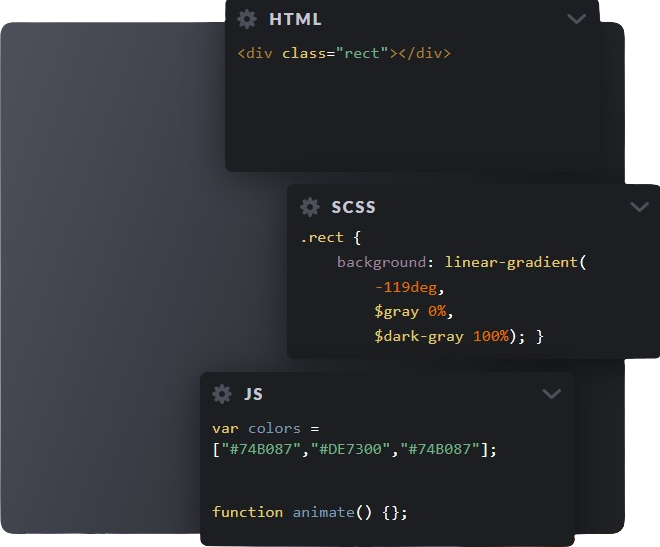 HTML
<div class="rect"></div>
SCSS
.rect {
background: linear-gradient(
-119deg,
$gray 0%,
$dark-gray 100%); }
JS
var colors =
["#74B087","#DE7300","#74B087"];
function animate() {};